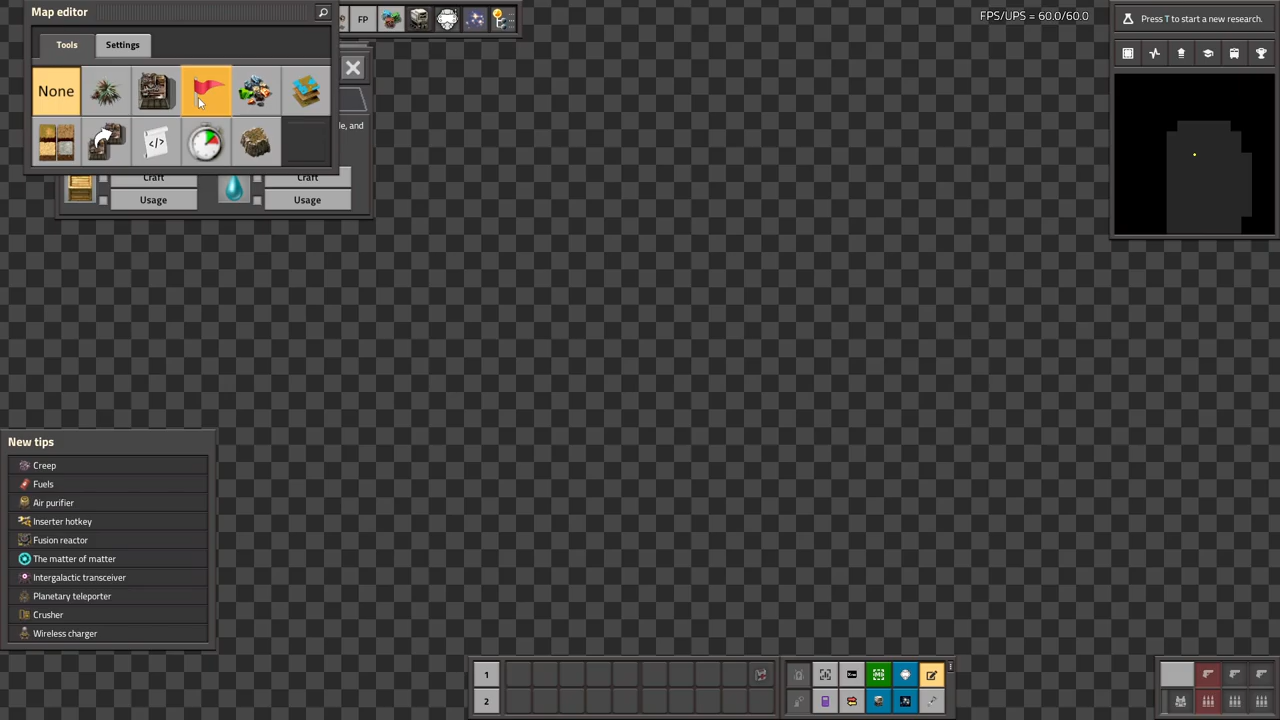 Map editor
FP
FPS/UPS = 60.0/60.0
Press T to start a new research.
Tools
Settings
None
</>
le, and
Craft
Craft
Usage
Usage
New tips
Creep
Fuels
Air purifier
Inserter hotkey
Fusion reactor
The matter of matter
Intergalactic transceiver
Planetary teleporter
Crusher
Wireless charger
1
2